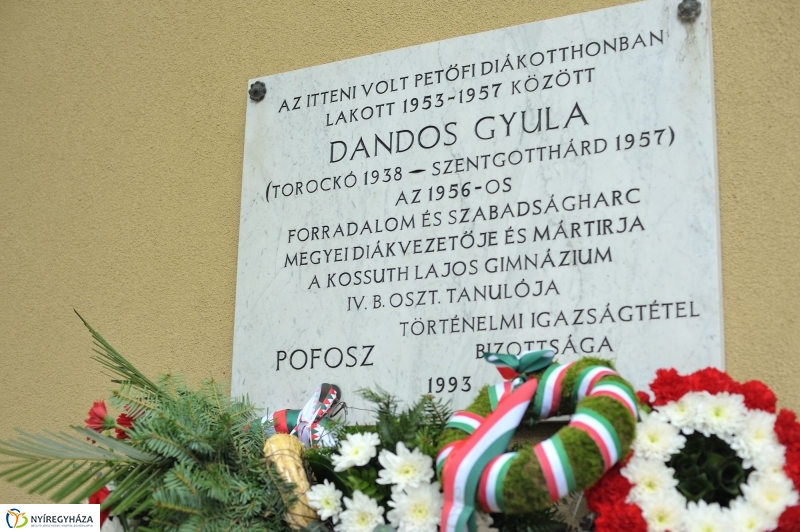 AZ ITTENI VOLT PETŐFI DIÁKOTTHONBAN
LAKOTT 1953-1957 KÖZÖTT
DANDOS GYULA
(TOROCKÓ 1938 — SZENTGOTTHÁRD 1957)
AZ 1956-OS
FORRADALOM ÉS SZABADSÁGHARC
MEGYEI DIÁKVEZETŐJE ÉS MÁRTIRJA
A KOSSUTH LAJOS GIMNÁZIUM
IV. B. OSZT. TANULÓJA
POFOSZ
TÖRTÉNELMI IGAZSÁGTÉTEL
BIZOTTSÁGA
1993
NYÍREGYHÁZA